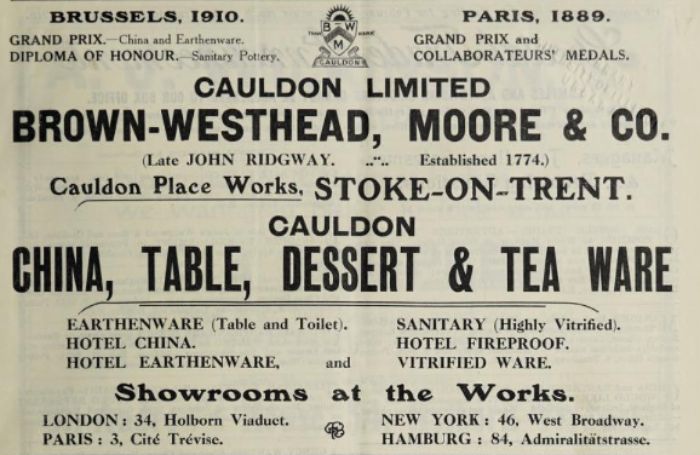 BRUSSELS, 1910.
GRAND PRIX.—China and Earthenware.
DIPLOMA OF HONOUR.—Sanitary Pottery.
TRADE MARK
B W
M
CAULDON
PARIS, 1889.
GRAND PRIX and
COLLABORATEURS' MEDALS.
CAULDON LIMITED
BROWN-WESTHEAD, MOORE & CO.
(Late JOHN RIDGWAY. ..".. Established 1774.)
Cauldon Place Works, STOKE-ON-TRENT.
CAULDON
CHINA, TABLE, DESSERT & TEA WARE
EARTHENWARE (Table and Toilet).
HOTEL CHINA.
HOTEL EARTHENWARE, and
SANITARY (Highly Vitrified).
HOTEL FIREPROOF.
VITRIFIED WARE.
Showrooms at the Works.
LONDON : 34, Holborn Viaduct.
PARIS : 3, Cité Trévise.
NEW YORK : 46, West Broadway.
HAMBURG : 84, Admiralitätstrasse.